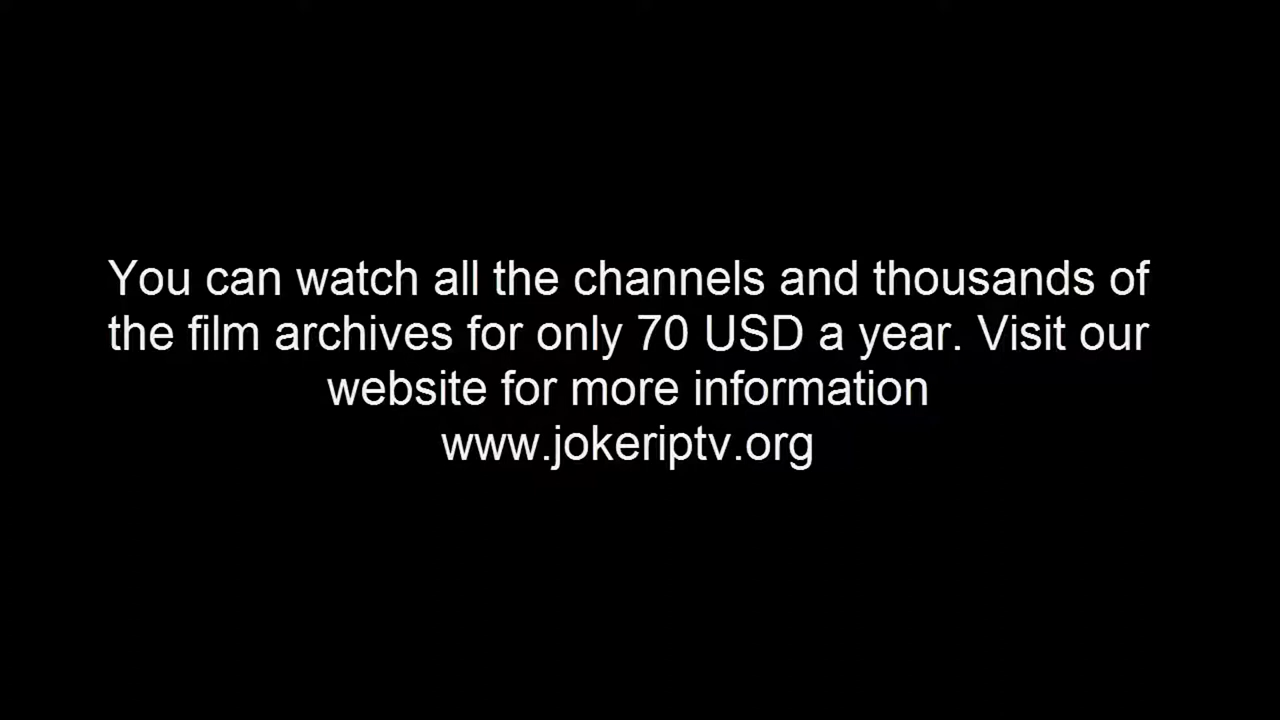 You can watch all the channels and thousands of
the film archives for only 70 USD a year. Visit our
website for more information
www.jokeriptv.org